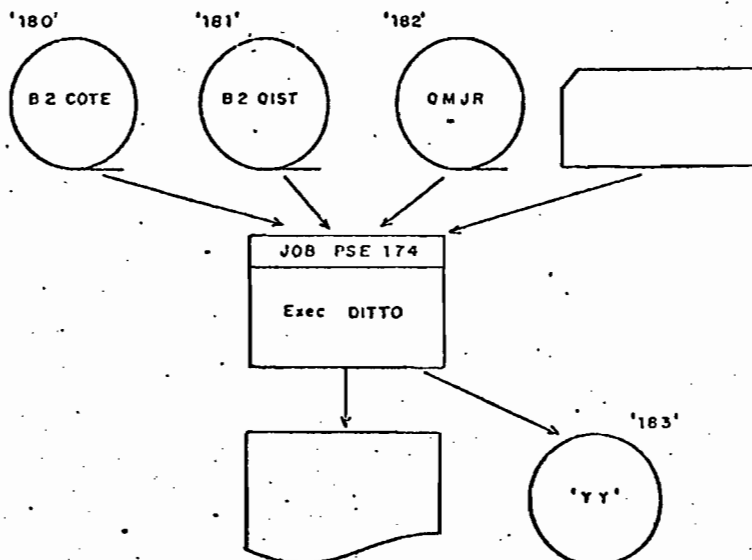 '180' '181' '182'
B2 COTE B2 QIST QMJR
JOB PSE 174
Exec DITTO
'183'
'YY'